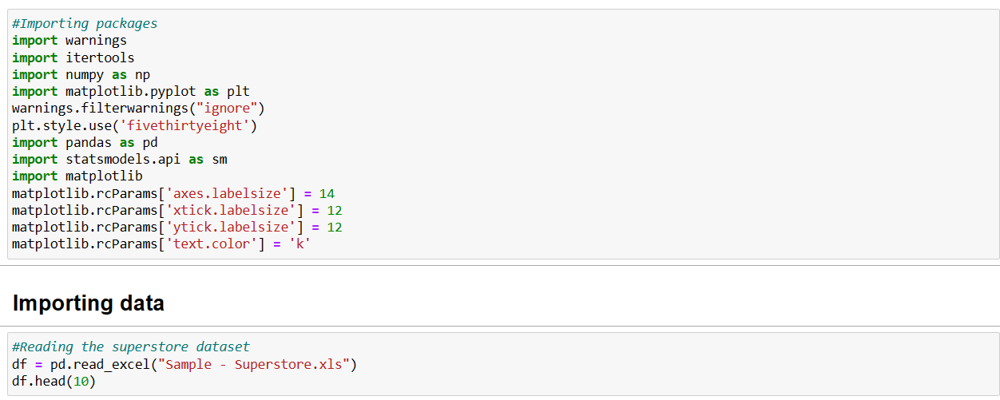 #Importing packages
import warnings
import itertools
import numpy as np
import matplotlib.pyplot as plt
warnings.filterwarnings("ignore")
plt.style.use('fivethirtyeight')
import pandas as pd
import statsmodels.api as sm
import matplotlib
matplotlib.rcParams['axes.labelsize'] = 14
matplotlib.rcParams['xtick.labelsize'] = 12
matplotlib.rcParams['ytick.labelsize'] = 12
matplotlib.rcParams['text.color'] = 'k'
Importing data
#Reading the superstore dataset
df = pd.read_excel("Sample - Superstore.xls")
df.head(10)